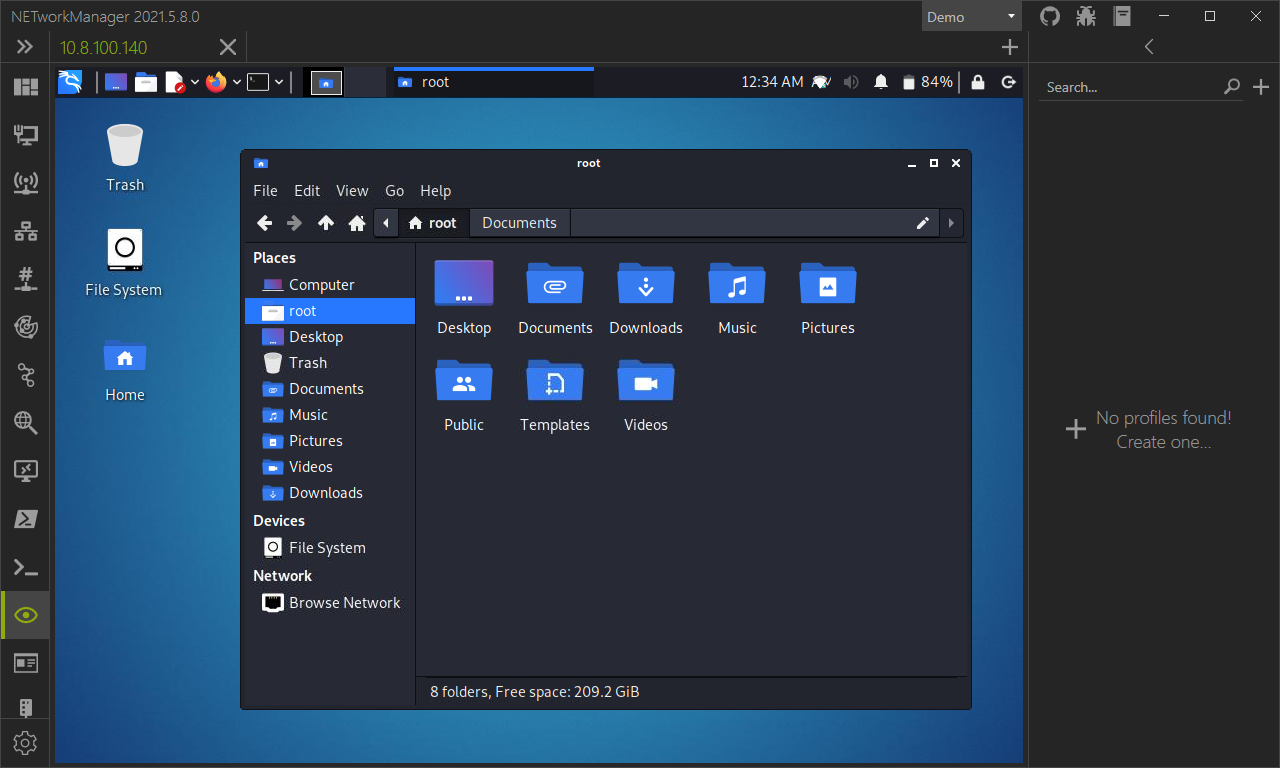 NETworkManager 2021.5.8.0
Demo
10.8.100.140
root
12:34 AM
84%
Search...
Trash
File System
Home
root
File Edit View Go Help
root Documents
Places
Computer
root
Desktop
Trash
Documents
Music
Pictures
Videos
Downloads
Devices
File System
Network
Browse Network
Desktop Documents Downloads Music Pictures
Public Templates Videos
8 folders, Free space: 209.2 GiB
No profiles found!
Create one...